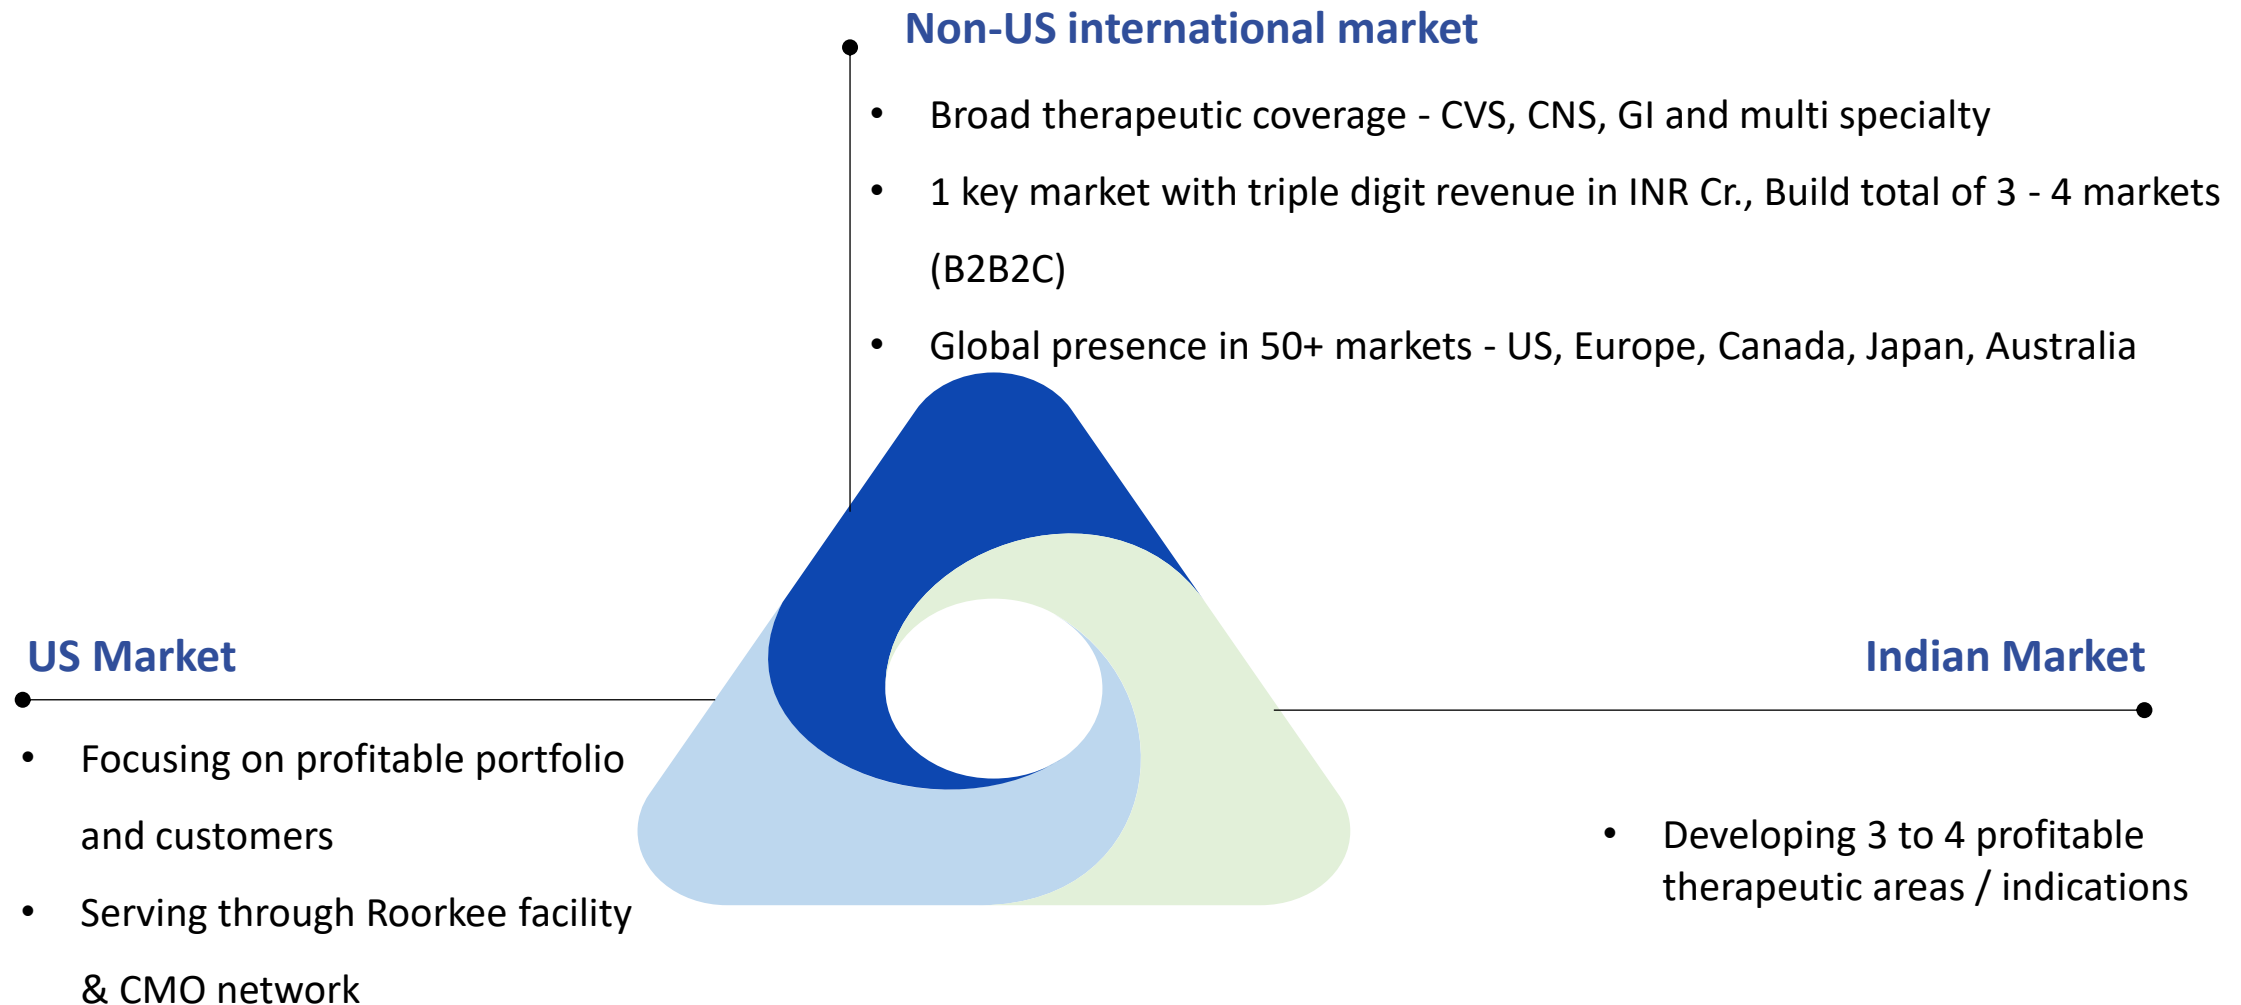 Non-US international market
• Broad therapeutic coverage - CVS, CNS, GI and multi specialty
• 1 key market with triple digit revenue in INR Cr., Build total of 3 - 4 markets
(B2B2C)
• Global presence in 50+ markets - US, Europe, Canada, Japan, Australia
US Market
• Focusing on profitable portfolio
and customers
• Serving through Roorkee facility
& CMO network
Indian Market
• Developing 3 to 4 profitable
therapeutic areas / indications